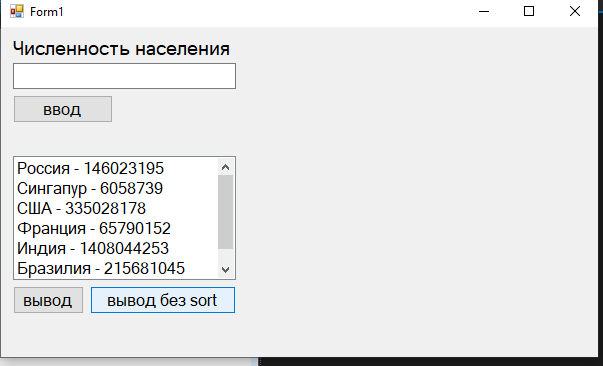 Form1
Численность населения
ввод
Россия - 146023195
Сингапур - 6058739
США - 335028178
Франция - 65790152
Индия - 1408044253
Бразилия - 215681045
вывод
вывод без sort